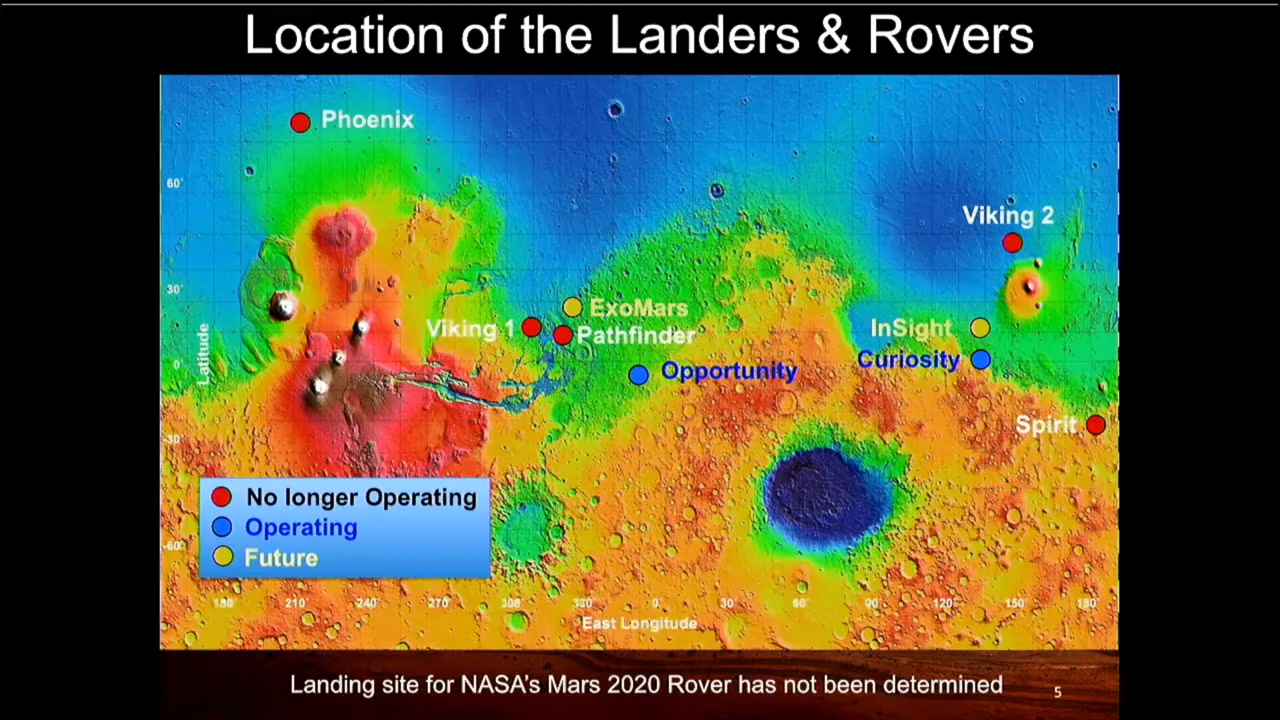 Location of the Landers & Rovers
Phoenix
60°
Viking 2
30°
ExoMars
Viking 1
Pathfinder
InSight
Curiosity
Opportunity
Latitude
0°
Spirit
-30°
No longer Operating
Operating
Future
-60°
180° 210° 240° 270° 300° 330° 0° 30° 60° 90° 120° 150° 180°
East Longitude
Landing site for NASA's Mars 2020 Rover has not been determined
5